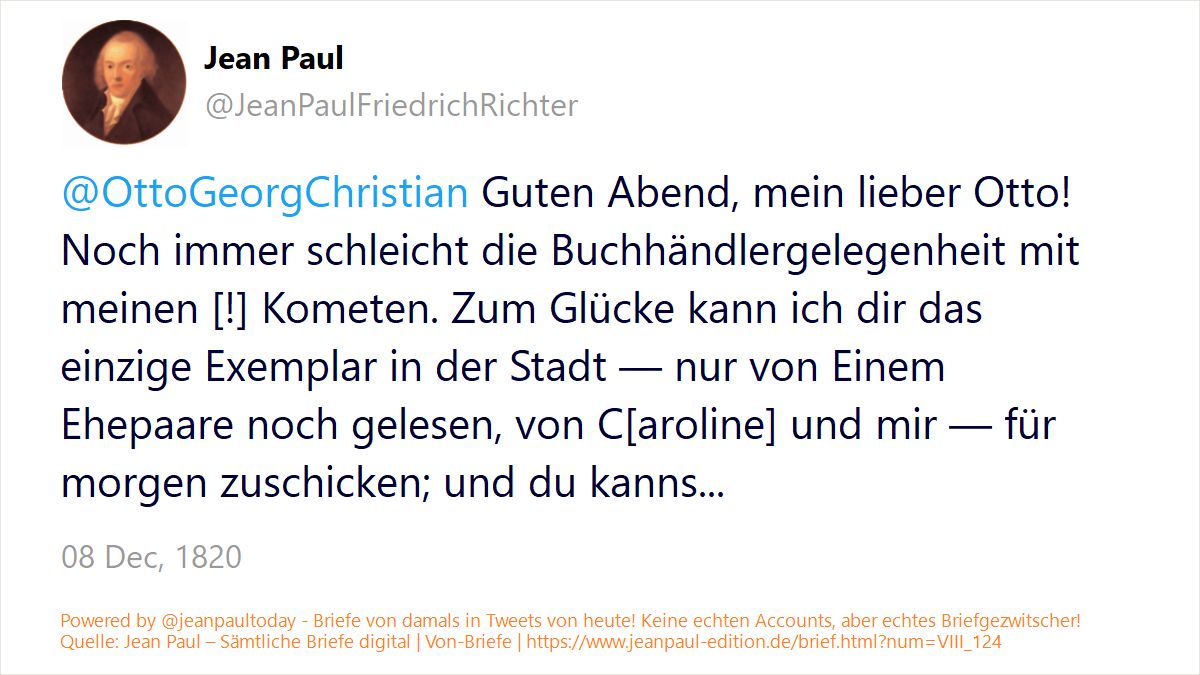 Jean Paul
@JeanPaulFriedrichRichter
@OttoGeorgChristian Guten Abend, mein lieber Otto!
Noch immer schleicht die Buchhändlergelegenheit mit
meinen [!] Kometen. Zum Glücke kann ich dir das
einzige Exemplar in der Stadt — nur von Einem
Ehepaare noch gelesen, von C[aroline] und mir — für
morgen zuschicken; und du kanns...
08 Dec, 1820
Powered by @jeanpaultoday - Briefe von damals in Tweets von heute! Keine echten Accounts, aber echtes Briefgezwitscher!
Quelle: Jean Paul – Sämtliche Briefe digital | Von-Briefe | https://www.jeanpaul-edition.de/brief.html?num=VIII_124